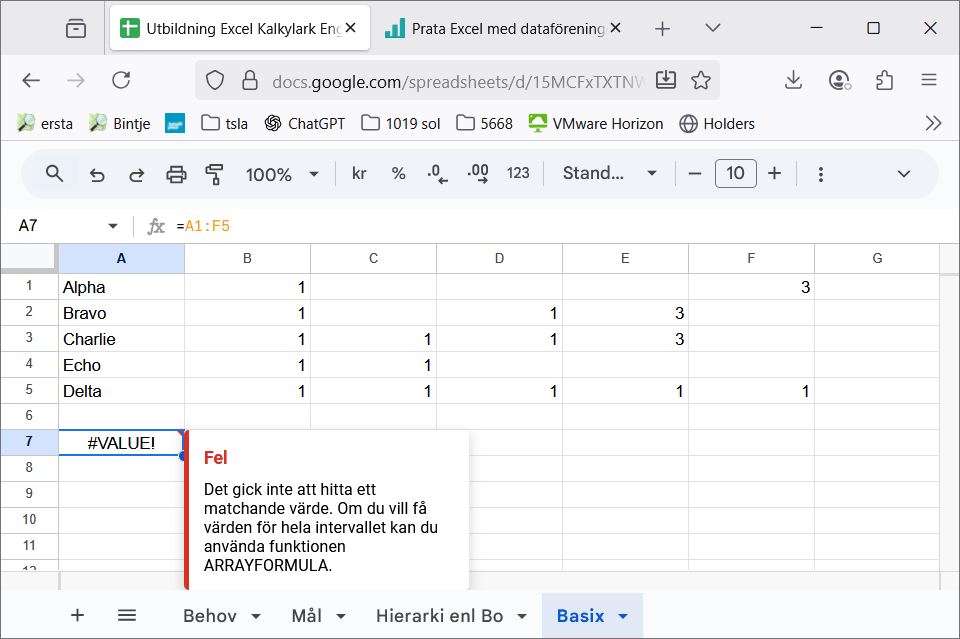 Utbildning Excel Kalkylark Eng
Prata Excel med dataförening
docs.google.com/spreadsheets/d/15MCFxTXTNW
ersta Bintje tsla ChatGPT 1019 sol 5668 VMware Horizon Holders
100% kr % .0 .00 123 Stand... 10
A7 fx =A1:F5
A B C D E F G
1 Alpha 1 3
2 Bravo 1 1 3
3 Charlie 1 1 1 3
4 Echo 1 1
5 Delta 1 1 1 1 1
6
7 #VALUE!
Fel
8
Det gick inte att hitta ett
matchande värde. Om du vill få
9
värden för hela intervallet kan du
10
använda funktionen
11
ARRAYFORMULA.
12
Behov Mål Hierarki enl Bo Basix